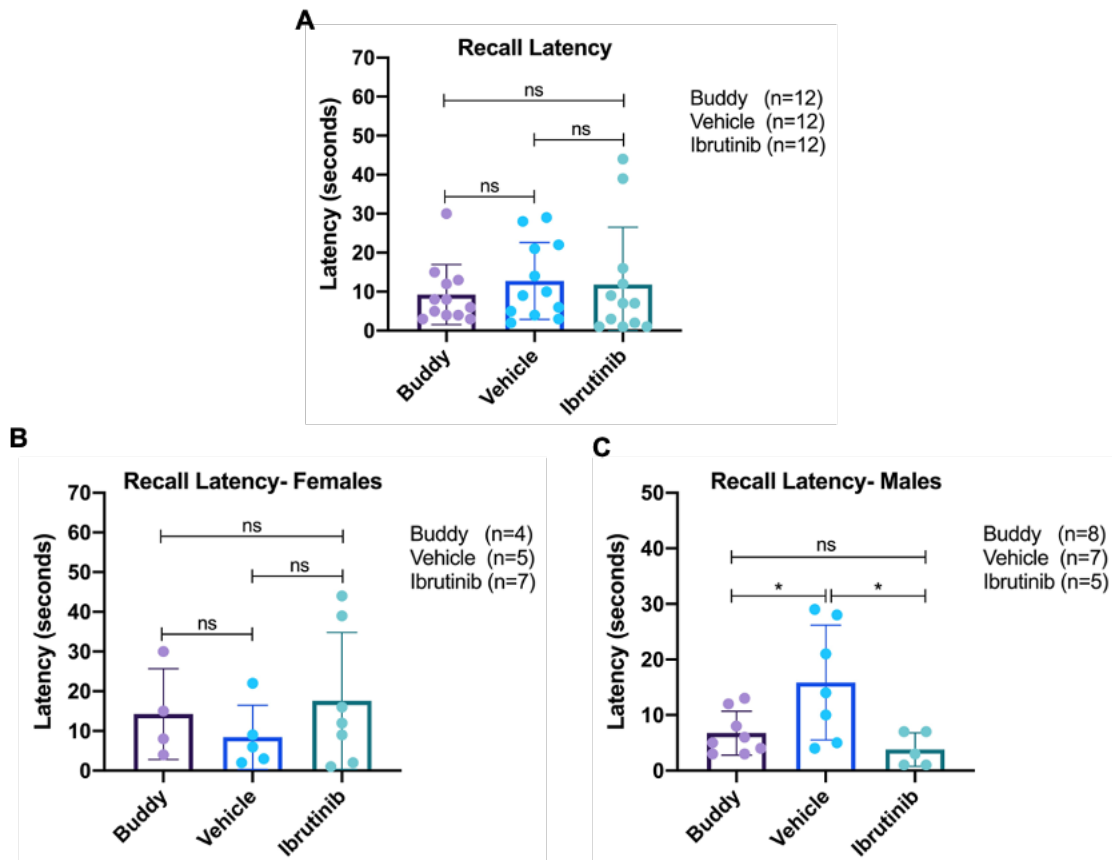 A
Recall Latency
Latency (seconds)
70
60
50
40
30
20
10
0
ns
ns
ns
Buddy (n=12)
Vehicle (n=12)
Ibrutinib (n=12)
Buddy
Vehicle
Ibrutinib
B
Recall Latency- Females
Latency (seconds)
70
60
50
40
30
20
10
0
ns
ns
ns
Buddy (n=4)
Vehicle (n=5)
Ibrutinib (n=7)
Buddy
Vehicle
Ibrutinib
C
Recall Latency- Males
Latency (seconds)
50
40
30
20
10
0
ns
* *
Buddy (n=8)
Vehicle (n=7)
Ibrutinib (n=5)
Buddy
Vehicle
Ibrutinib